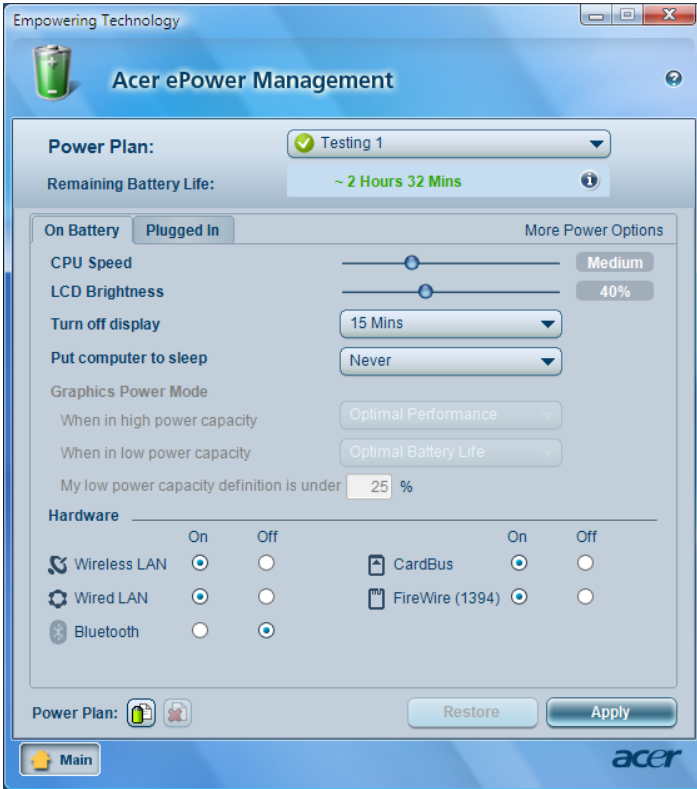 Empowering Technology
Acer ePower Management
Power Plan: Testing 1
Remaining Battery Life: ~ 2 Hours 32 Mins
On Battery Plugged In More Power Options
CPU Speed Medium
LCD Brightness 40%
Turn off display 15 Mins
Put computer to sleep Never
Graphics Power Mode
When in high power capacity Optimal Performance
When in low power capacity Optimal Battery Life
My low power capacity definition is under 25 %
Hardware
On Off On Off
Wireless LAN CardBus
Wired LAN FireWire (1394)
Bluetooth
Power Plan: Restore Apply
Main acer